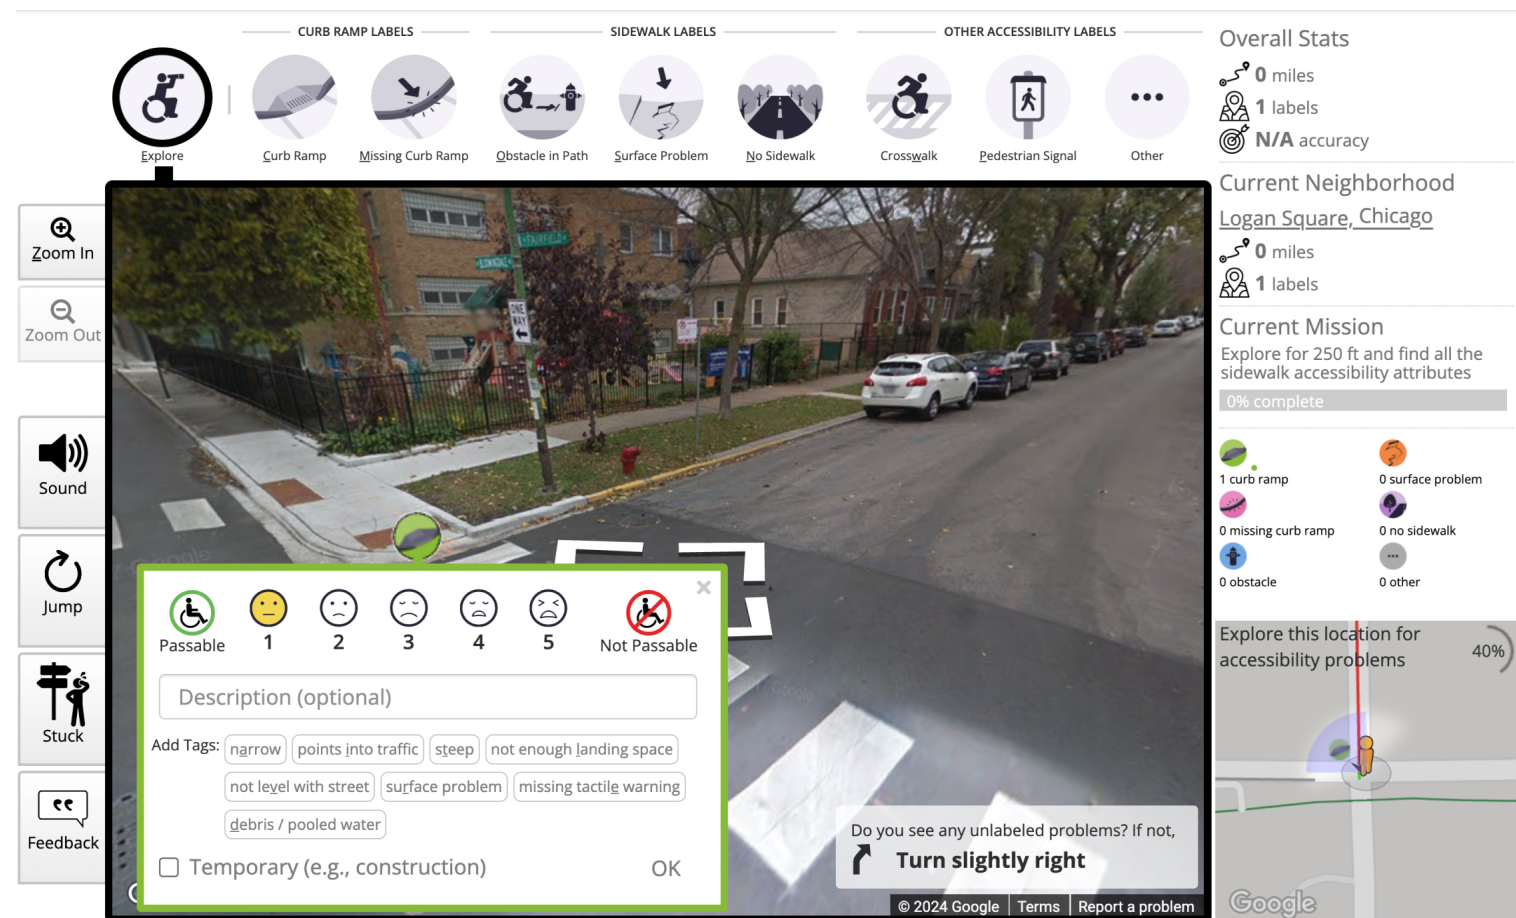 CURB RAMP LABELS
SIDEWALK LABELS
OTHER ACCESSIBILITY LABELS
Explore
Curb Ramp
Missing Curb Ramp
Obstacle in Path
Surface Problem
No Sidewalk
Crosswalk
Pedestrian Signal
Other
Overall Stats
0 miles
1 labels
N/A accuracy
Current Neighborhood
Logan Square, Chicago
0 miles
1 labels
Current Mission
Explore for 250 ft and find all the
sidewalk accessibility attributes
0% complete
1 curb ramp
0 surface problem
0 missing curb ramp
0 no sidewalk
0 obstacle
0 other
Explore this location for
accessibility problems
40%
Google
Zoom In
Zoom Out
Sound
Jump
Stuck
Feedback
FAIRFIELD
BLOOMINGDALE
ONE
WAY
Google
Google
Passable
1
2
3
4
5
Not Passable
×
Description (optional)
Add Tags:
narrow
points into traffic
steep
not enough landing space
not level with street
surface problem
missing tactile warning
debris / pooled water
Temporary (e.g., construction)
OK
Do you see any unlabeled problems? If not,
Turn slightly right
© 2024 Google
Terms
Report a problem